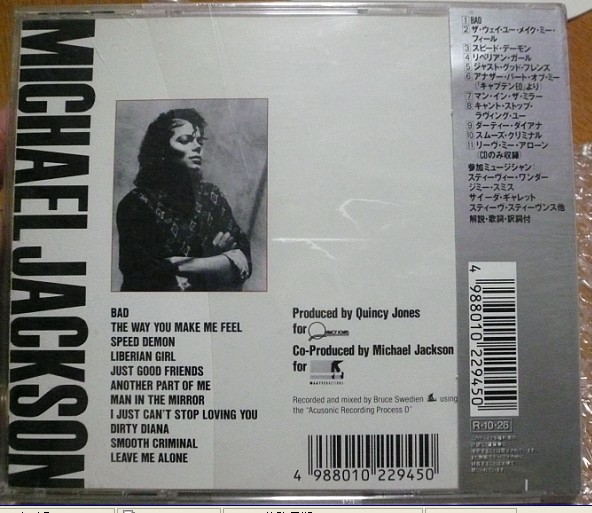 MICHAEL JACKSON
BAD
THE WAY YOU MAKE ME FEEL
SPEED DEMON
LIBERIAN GIRL
JUST GOOD FRIENDS
ANOTHER PART OF ME
MAN IN THE MIRROR
I JUST CAN'T STOP LOVING YOU
DIRTY DIANA
SMOOTH CRIMINAL
LEAVE ME ALONE
Produced by Quincy Jones
for QUINCY JONES
Co-Produced by Michael Jackson
for
Recorded and mixed by Bruce Swedien using
the "Acusonic Recording Process D"
4 988010 229450
1 BAD
2 ザ・ウェイ・ユー・メイク・ミー・
フィール
3 スピード・デーモン
4 リベリアン・ガール
5 ジャスト・グッド・フレンズ
6 アナザー・パート・オブ・ミー
(「キャプテンEO」より)
7 マン・イン・ザ・ミラー
8 キャント・ストップ・
ラヴィング・ユー
9 ダーティー・ダイアナ
10 スムーズ・クリミナル
11 リーヴ・ミー・アローン
(CDのみ収録)
参加ミュージシャン:
スティーヴィー・ワンダー
ジミー・スミス
サイーダ・ギャレット
スティーヴ・スティーヴンス他
解説・歌詞・訳詞付
4 988010 229450
R-10-26